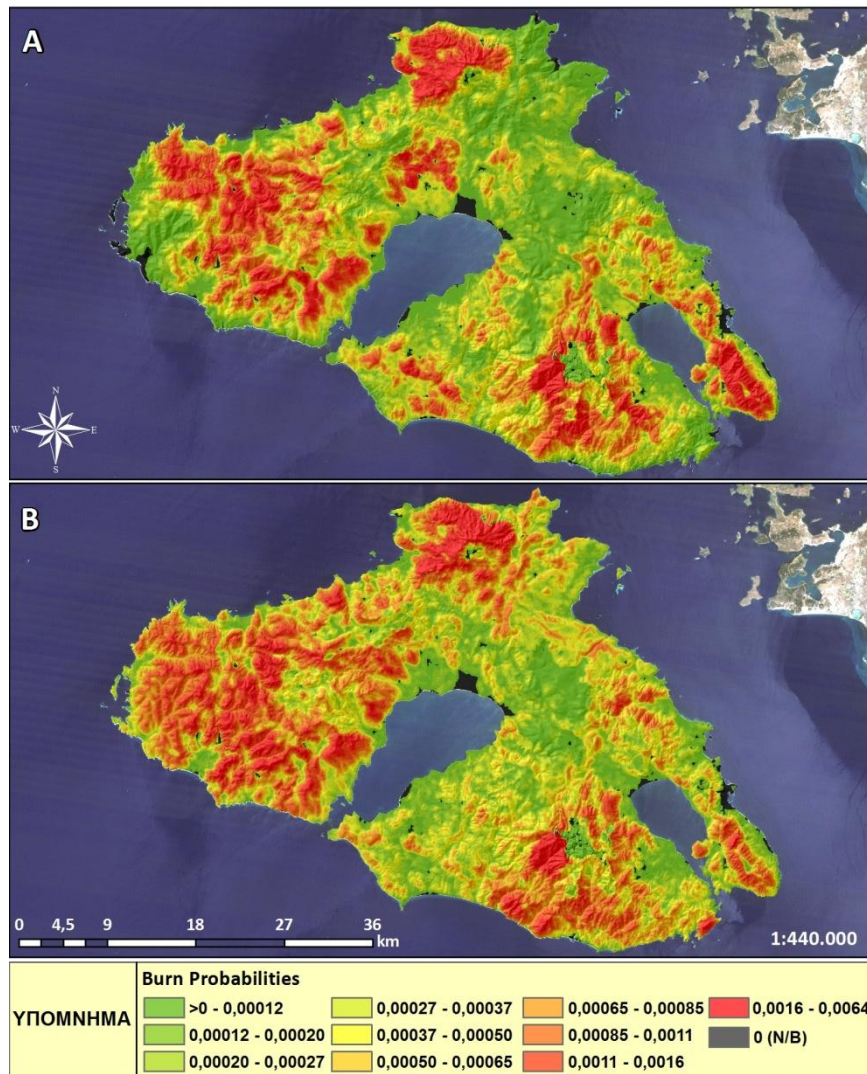 A
N
W E
S
B
0 4,5 9 18 27 36
km
1:440.000
ΥΠΟΜΝΗΜΑ
Burn Probabilities
>0 - 0,00012
0,00012 - 0,00020
0,00020 - 0,00027
0,00027 - 0,00037
0,00037 - 0,00050
0,00050 - 0,00065
0,00065 - 0,00085
0,00085 - 0,0011
0,0011 - 0,0016
0,0016 - 0,0064
0 (N/B)